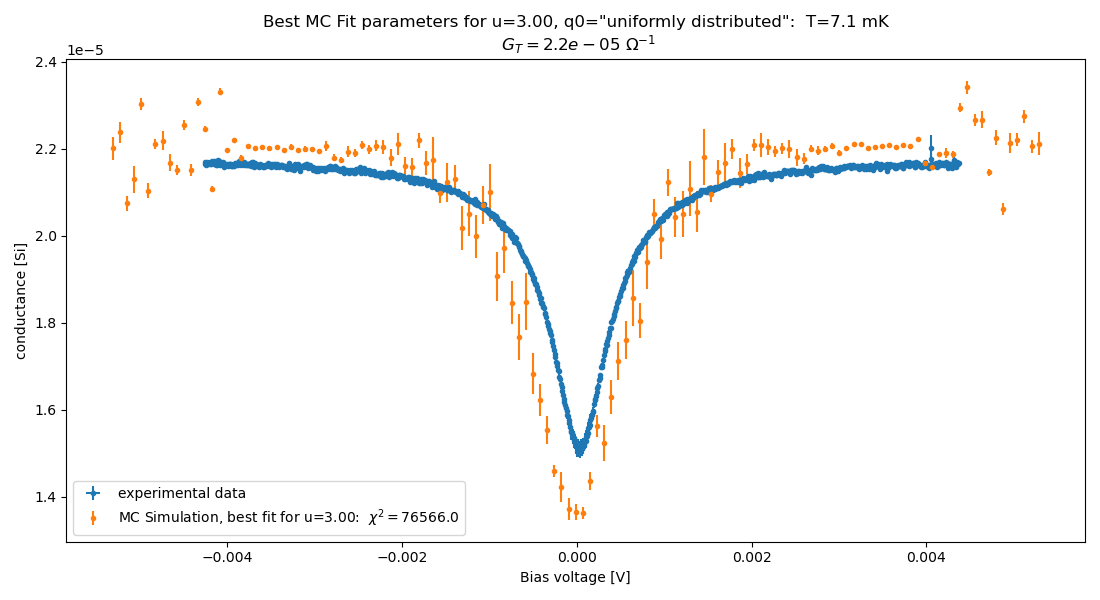 Best MC Fit parameters for u=3.00, q0="uniformly distributed":  T=7.1 mK
$G_T = 2.2e-05\ \Omega^{-1}$
1e−5
2.4
2.2
2.0
1.8
1.6
1.4
conductance [Si]
experimental data
MC Simulation, best fit for u=3.00:  $\chi^2 = 76566.0$
−0.004
−0.002
0.000
0.002
0.004
Bias voltage [V]